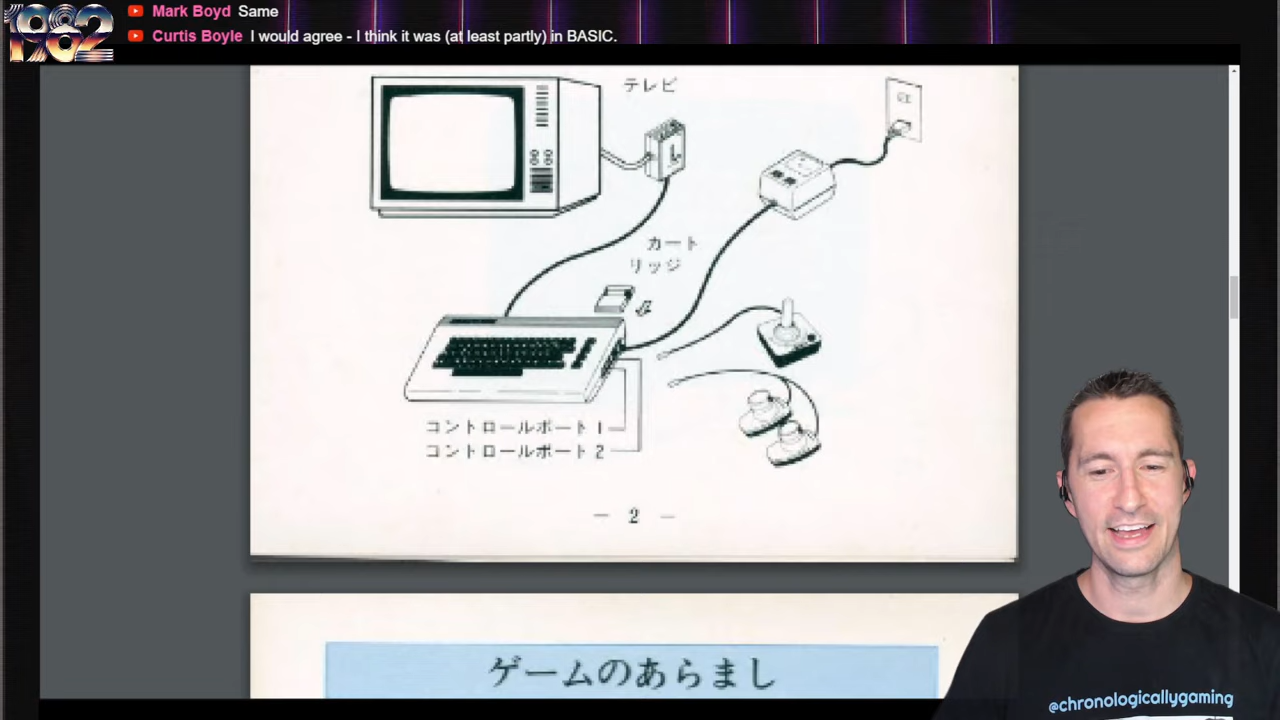 1982
Mark Boyd Same
Curtis Boyle I would agree - I think it was (at least partly) in BASIC.
テレビ
カート
リッジ
コントロールポート 1
コントロールポート 2
— 2 —
ゲームのあらまし
@chronologicallygaming